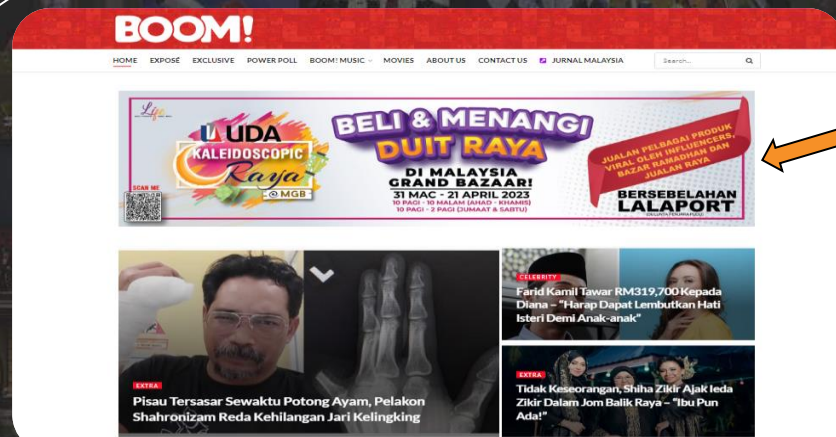 BOOM!
HOME EXPOSÉ EXCLUSIVE POWER POLL BOOM! MUSIC MOVIES ABOUT US CONTACT US JURNAL MALAYSIA Search...
Life
UDA
KALEIDOSCOPIC
Raya
@MGB
SCAN ME
BELI & MENANGI
DUIT RAYA
DI MALAYSIA
GRAND BAZAAR!
31 MAC - 21 APRIL 2023
10 PAGI - 10 MALAM (AHAD - KHAMIS)
10 PAGI - 2 PAGI (JUMAAT & SABTU)
JUALAN PELBAGAI PRODUK
VIRAL OLEH INFLUENCERS,
BAZAR RAMADHAN DAN
JUALAN RAYA
BERSEBELAHAN
LALAPORT
EXTRA
Pisau Tersasar Sewaktu Potong Ayam, Pelakon
Shahronizam Reda Kehilangan Jari Kelingking
CELEBRITY
Farid Kamil Tawar RM319,700 Kepada
Diana – "Harap Dapat Lembutkan Hati
Isteri Demi Anak-anak"
EXTRA
Tidak Keseorangan, Shiha Zikir Ajak Ieda
Zikir Dalam Jom Balik Raya – "Ibu Pun
Ada!"